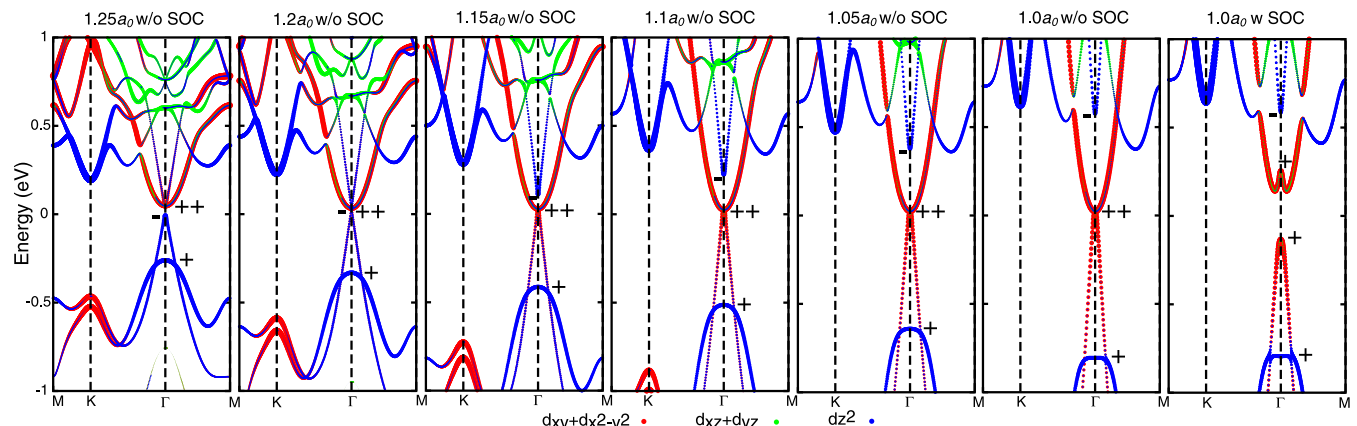 1.25a₀ w/o SOC 1.2a₀ w/o SOC 1.15a₀ w/o SOC 1.1a₀ w/o SOC 1.05a₀ w/o SOC 1.0a₀ w/o SOC 1.0a₀ w SOC
1
0.5
0
-0.5
-1
Energy (eV)
- ++ + - ++ + - ++ + - ++ + - ++ + - ++ + - + + +
M K Γ M K Γ M K Γ M K Γ M K Γ M K Γ M K Γ M
dxy+dx2-y2 dxz+dyz dz2